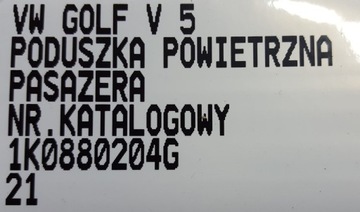 VW GOLF V 5
PODUSZKA POWIETRZNA
PASAZERA
NR.KATALOGOWY
1K0880204G
21